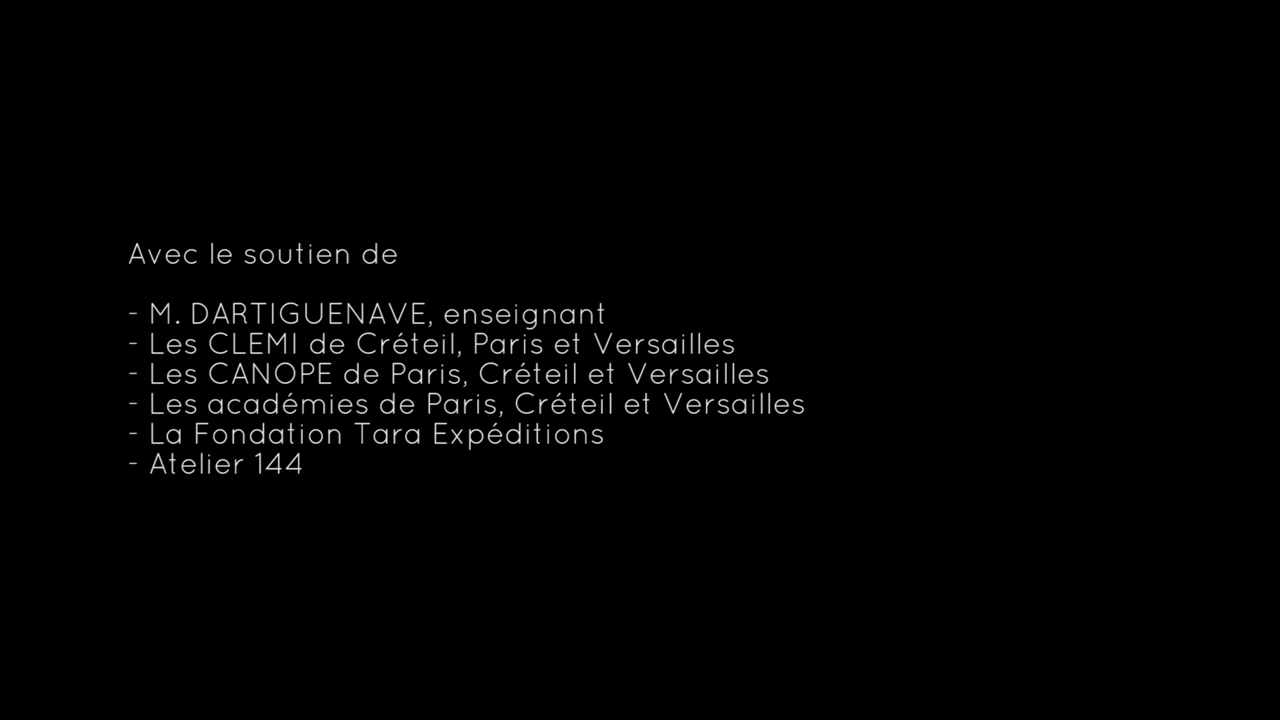 Avec le soutien de
- M. DARTIGUENAVE, enseignant
- Les CLEMI de Créteil, Paris et Versailles
- Les CANOPE de Paris, Créteil et Versailles
- Les académies de Paris, Créteil et Versailles
- La Fondation Tara Expéditions
- Atelier 144